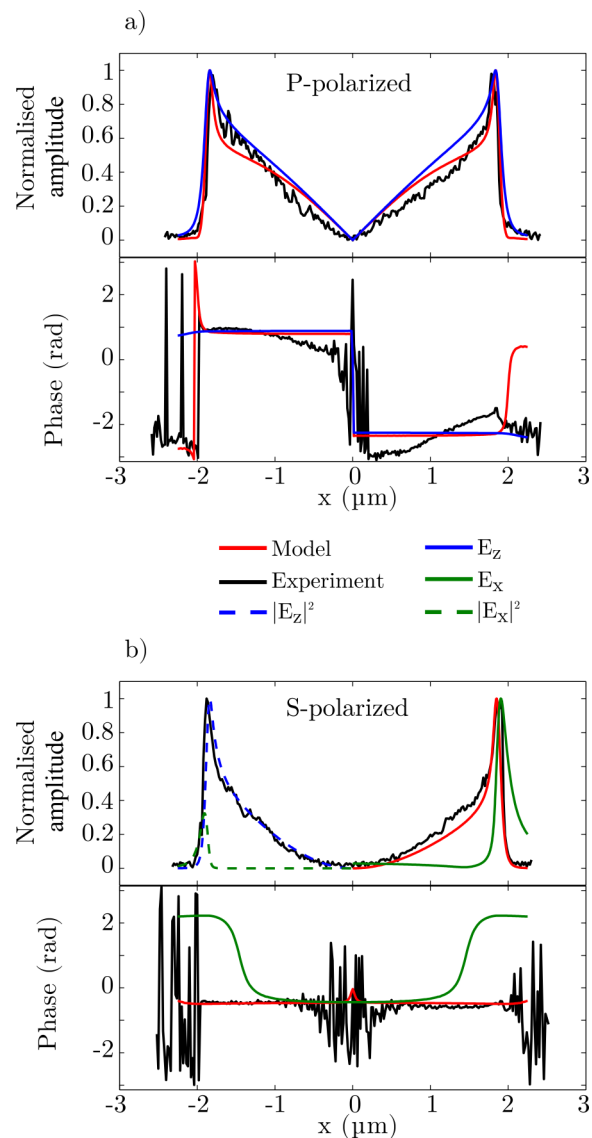 a)
P-polarized
Normalised
amplitude
1
0.8
0.6
0.4
0.2
0
Phase (rad)
2
0
-2
-3 -2 -1 0 1 2 3
x (µm)
Model E_z
Experiment E_x
|E_z|² |E_x|²
b)
S-polarized
Normalised
amplitude
1
0.8
0.6
0.4
0.2
0
Phase (rad)
2
0
-2
-3 -2 -1 0 1 2 3
x (µm)